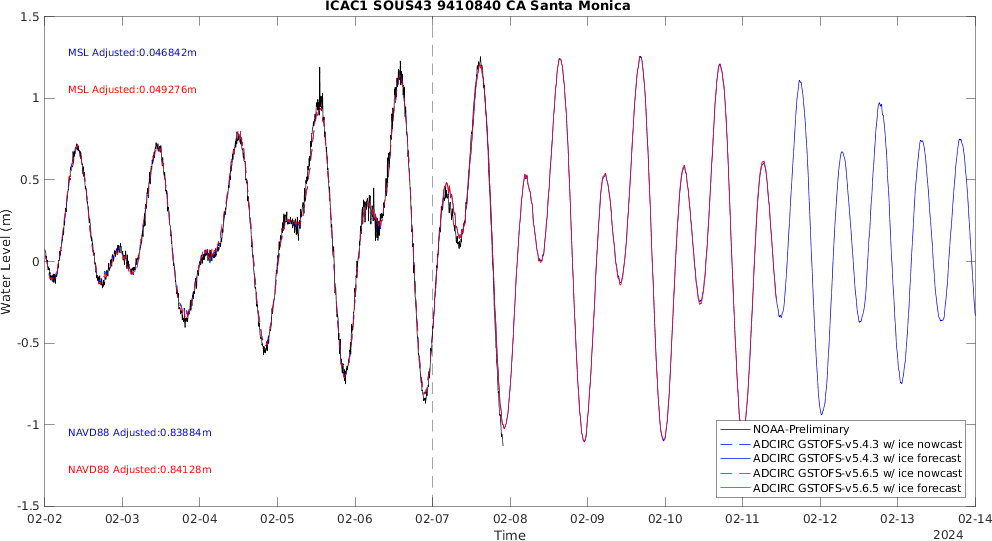 ICAC1 SOUS43 9410840 CA Santa Monica
1.5
1
0.5
0
-0.5
-1
-1.5
Water Level (m)
MSL Adjusted:0.046842m
MSL Adjusted:0.049276m
NAVD88 Adjusted:0.83884m
NAVD88 Adjusted:0.84128m
NOAA-Preliminary
ADCIRC GSTOFS-v5.4.3 w/ ice nowcast
ADCIRC GSTOFS-v5.4.3 w/ ice forecast
ADCIRC GSTOFS-v5.6.5 w/ ice nowcast
ADCIRC GSTOFS-v5.6.5 w/ ice forecast
02-02 02-03 02-04 02-05 02-06 02-07 02-08 02-09 02-10 02-11 02-12 02-13 02-14
Time
2024